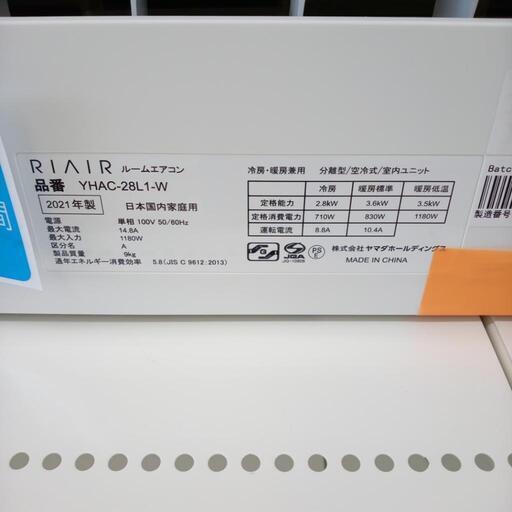 RIAIR ルームエアコン
品番 YHAC-28L1-W
2021年製 日本国内家庭用
電源 単相 100V 50/60Hz
最大電流 14.8A
最大入力 1180W
区分名 A
製品質量 9kg
通年エネルギー消費効率 5.8(JIS C 9612:2013)
冷房・暖房兼用 分離型/空冷式/室内ユニット
冷房 暖房標準 暖房低温
定格能力 2.8kW 3.6kW 3.5kW
定格消費電力 710W 830W 1180W
運転電流 8.8A 10.4A
JQA
PS
E
株式会社ヤマダホールディングス
MADE IN CHINA
Batc
製造番号
間